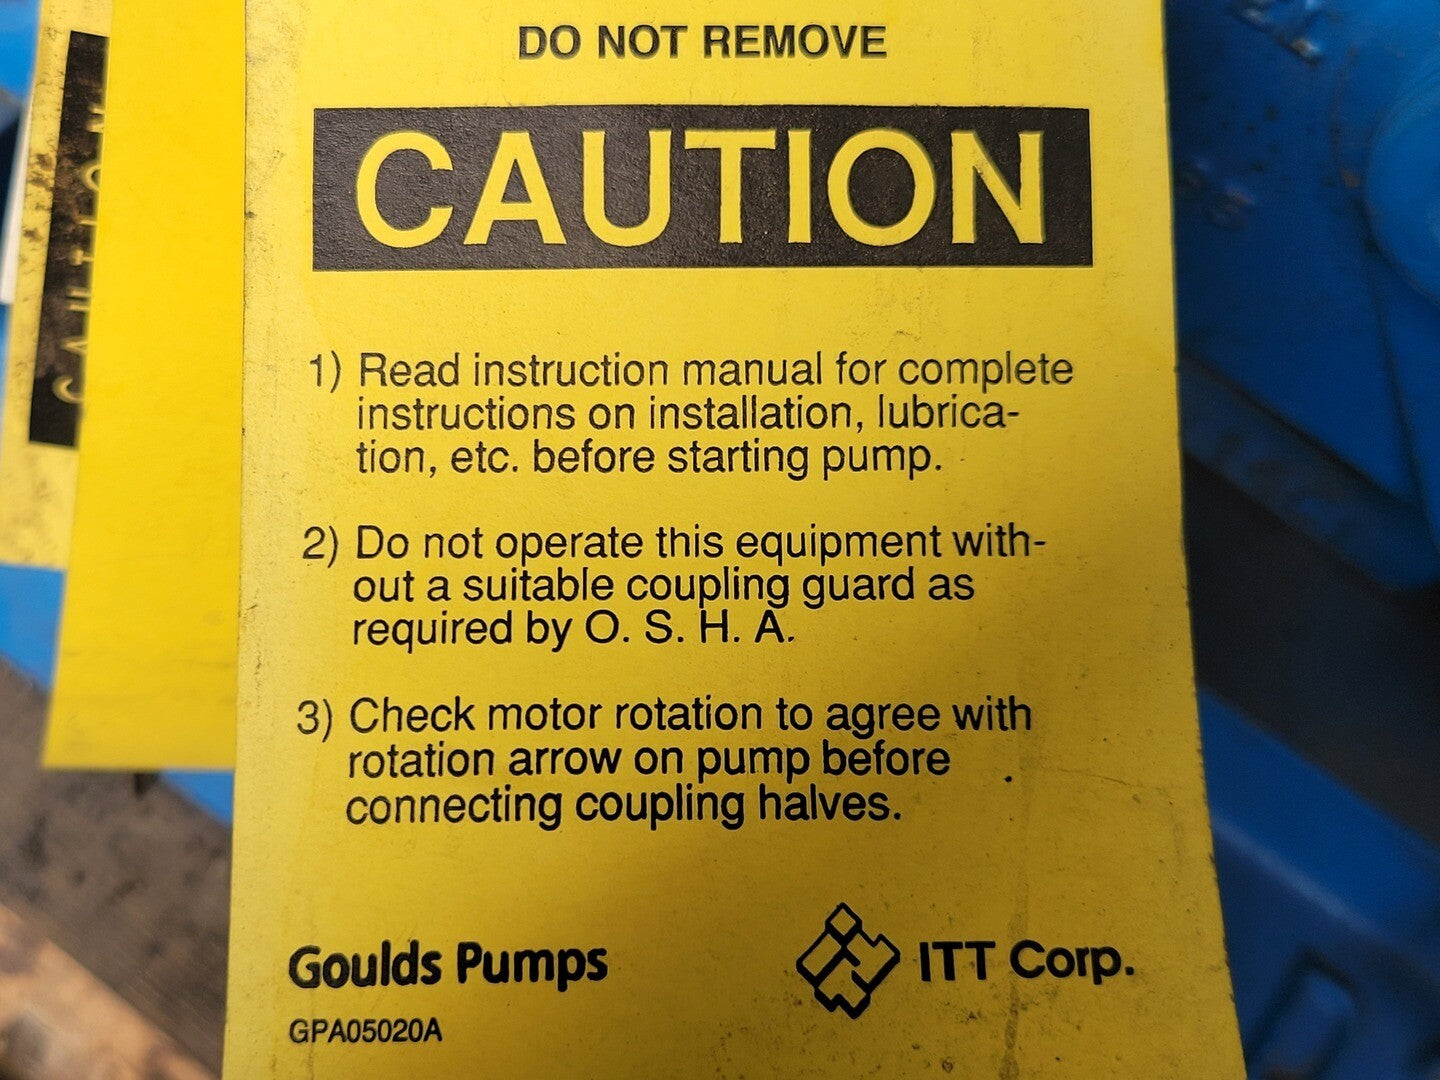 DO NOT REMOVE
CAUTION
1) Read instruction manual for complete
instructions on installation, lubrica-
tion, etc. before starting pump.
2) Do not operate this equipment with-
out a suitable coupling guard as
required by O. S. H. A.
3) Check motor rotation to agree with
rotation arrow on pump before
connecting coupling halves.
Goulds Pumps
ITT Corp.
GPA05020A
CAUTION